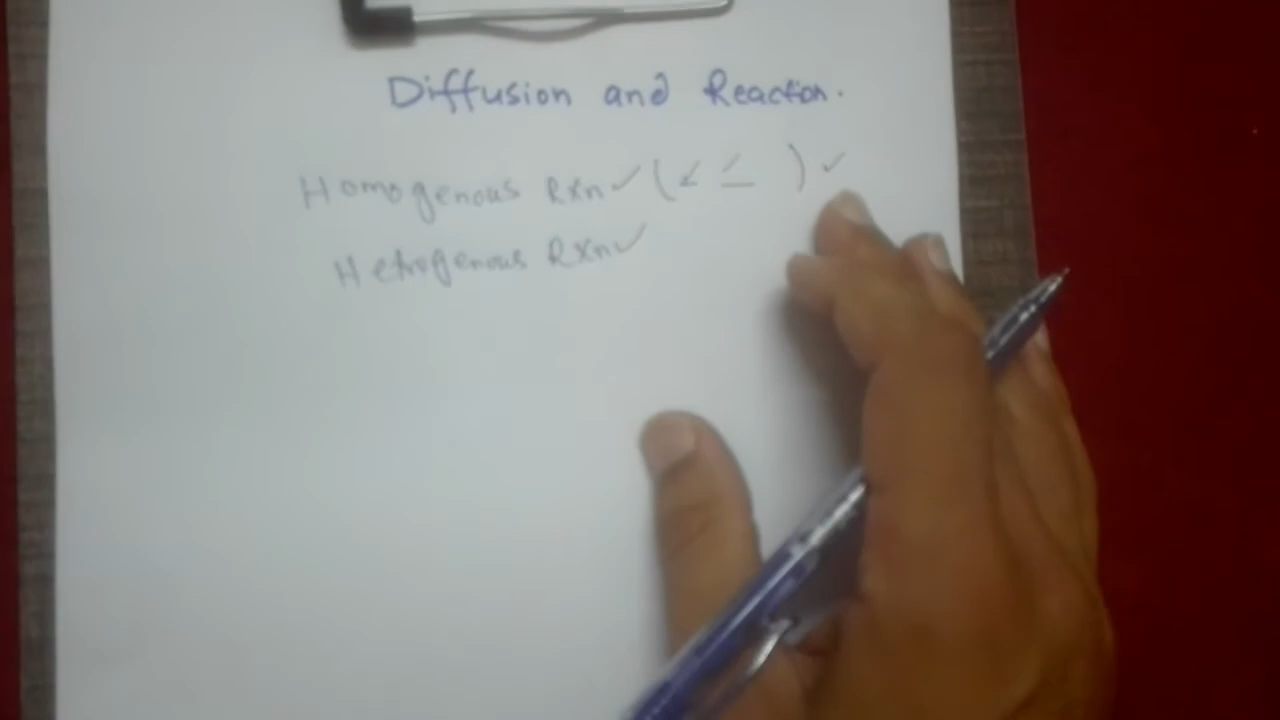 Diffusion and Reaction.
Homogenous Rxn ✓ ( ) ✓
Hetrogenous Rxn ✓